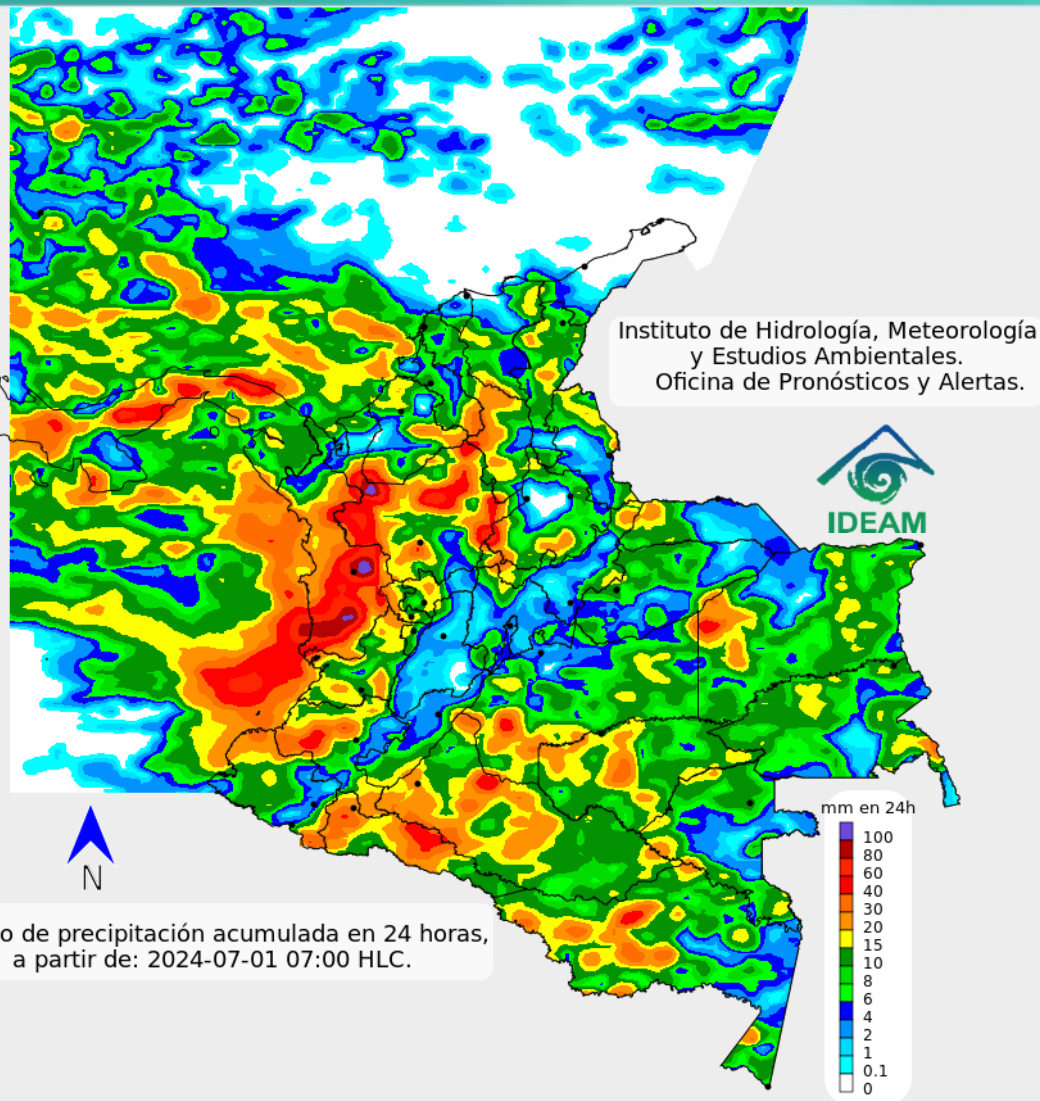 Instituto de Hidrología, Meteorología
y Estudios Ambientales.
Oficina de Pronósticos y Alertas.
IDEAM
mm en 24h
100
80
60
40
30
20
15
10
8
6
4
2
1
0.1
0
N
o de precipitación acumulada en 24 horas,
a partir de: 2024-07-01 07:00 HLC.